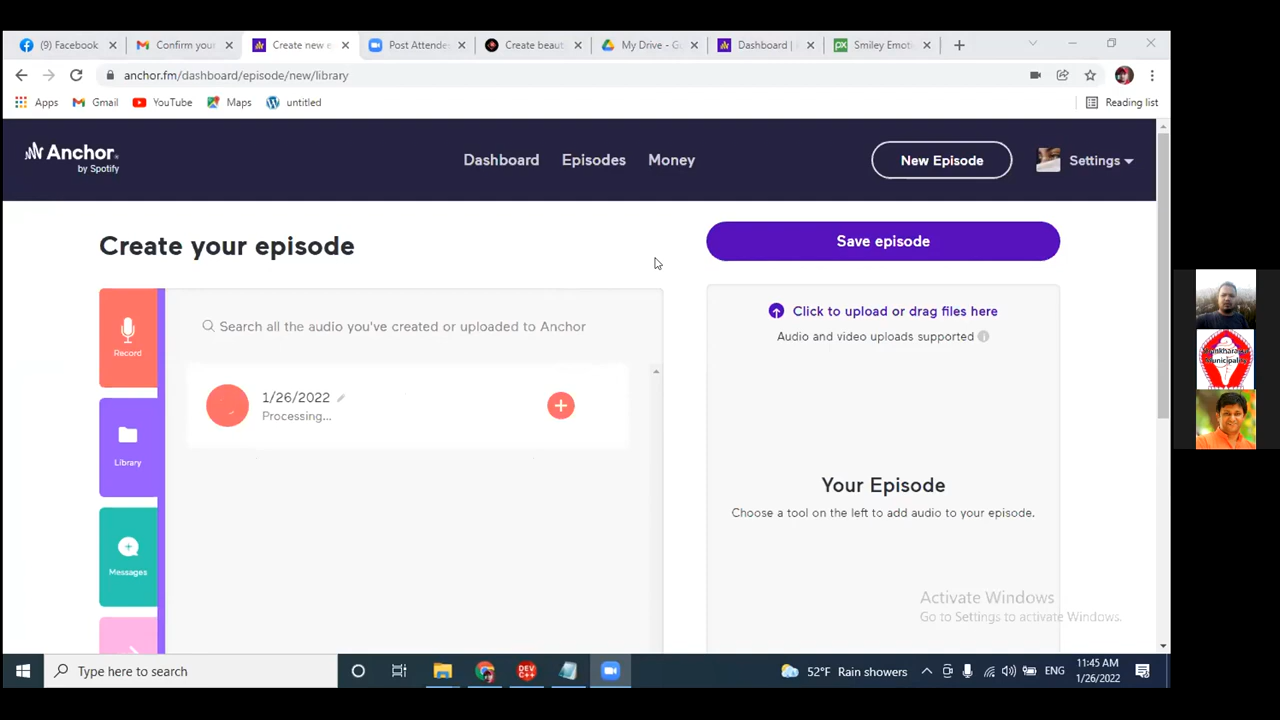 (9) Facebook
Confirm your
Create new e
Post Attende
Create beau
My Drive - G
Dashboard |
Smiley Emoti
anchor.fm/dashboard/episode/new/library
Apps
Gmail
YouTube
Maps
untitled
Reading list
Anchor
by Spotify
Dashboard
Episodes
Money
New Episode
Settings
Create your episode
Save episode
Record
Search all the audio you've created or uploaded to Anchor
Click to upload or drag files here
Audio and video uploads supported
1/26/2022
Processing...
Library
Your Episode
Choose a tool on the left to add audio to your episode.
Messages
Activate Windows
Go to Settings to activate Windows.
Type here to search
DEV
C++
52°F Rain showers
ENG
11:45 AM
1/26/2022